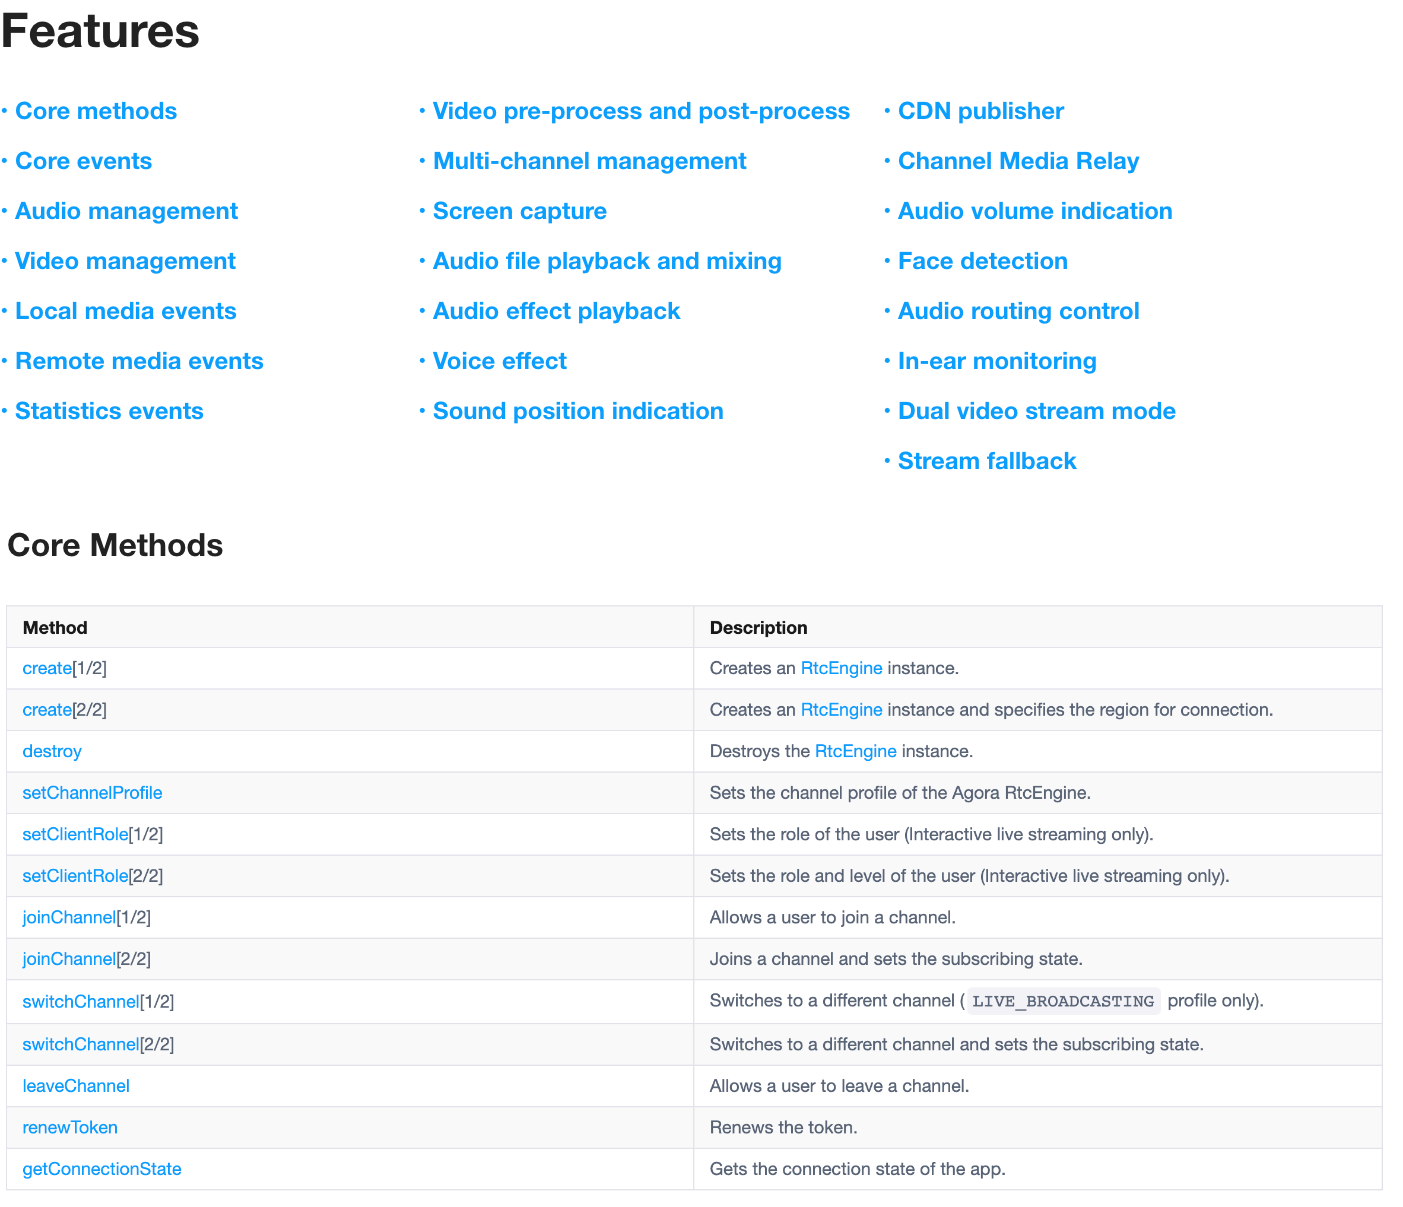 Features
• Core methods
• Core events
• Audio management
• Video management
• Local media events
• Remote media events
• Statistics events
• Video pre-process and post-process
• Multi-channel management
• Screen capture
• Audio file playback and mixing
• Audio effect playback
• Voice effect
• Sound position indication
• CDN publisher
• Channel Media Relay
• Audio volume indication
• Face detection
• Audio routing control
• In-ear monitoring
• Dual video stream mode
• Stream fallback
Core Methods
Method Description
create[1/2] Creates an RtcEngine instance.
create[2/2] Creates an RtcEngine instance and specifies the region for connection.
destroy Destroys the RtcEngine instance.
setChannelProfile Sets the channel profile of the Agora RtcEngine.
setClientRole[1/2] Sets the role of the user (Interactive live streaming only).
setClientRole[2/2] Sets the role and level of the user (Interactive live streaming only).
joinChannel[1/2] Allows a user to join a channel.
joinChannel[2/2] Joins a channel and sets the subscribing state.
switchChannel[1/2] Switches to a different channel ( LIVE_BROADCASTING profile only).
switchChannel[2/2] Switches to a different channel and sets the subscribing state.
leaveChannel Allows a user to leave a channel.
renewToken Renews the token.
getConnectionState Gets the connection state of the app.